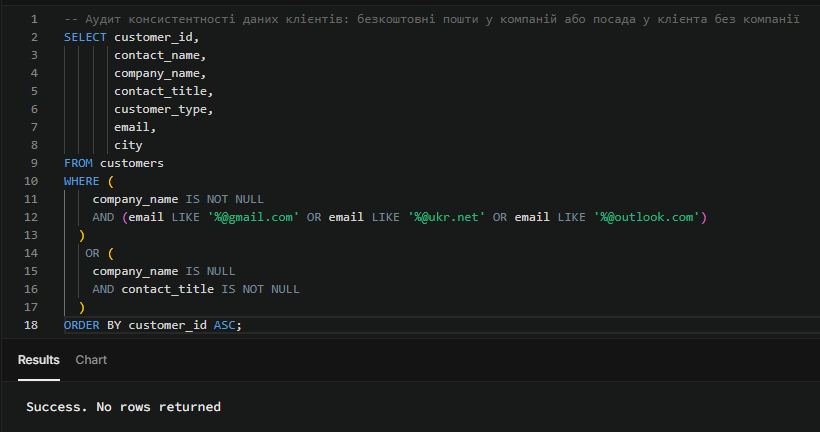 1 -- Аудит консистентності даних клієнтів: безкоштовні пошти у компаній або посада у клієнта без компанії
2 SELECT customer_id,
3 contact_name,
4 company_name,
5 contact_title,
6 customer_type,
7 email,
8 city
9 FROM customers
10 WHERE (
11 company_name IS NOT NULL
12 AND (email LIKE '%@gmail.com' OR email LIKE '%@ukr.net' OR email LIKE '%@outlook.com')
13 )
14 OR (
15 company_name IS NULL
16 AND contact_title IS NOT NULL
17 )
18 ORDER BY customer_id ASC;
Results Chart
Success. No rows returned